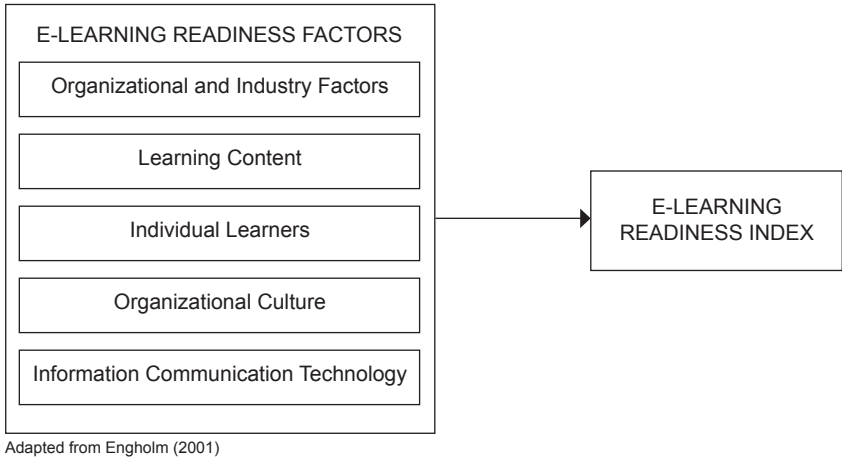 E-LEARNING READINESS FACTORS
Organizational and Industry Factors
Learning Content
Individual Learners
Organizational Culture
Information Communication Technology
E-LEARNING
READINESS INDEX
Adapted from Engholm (2001)